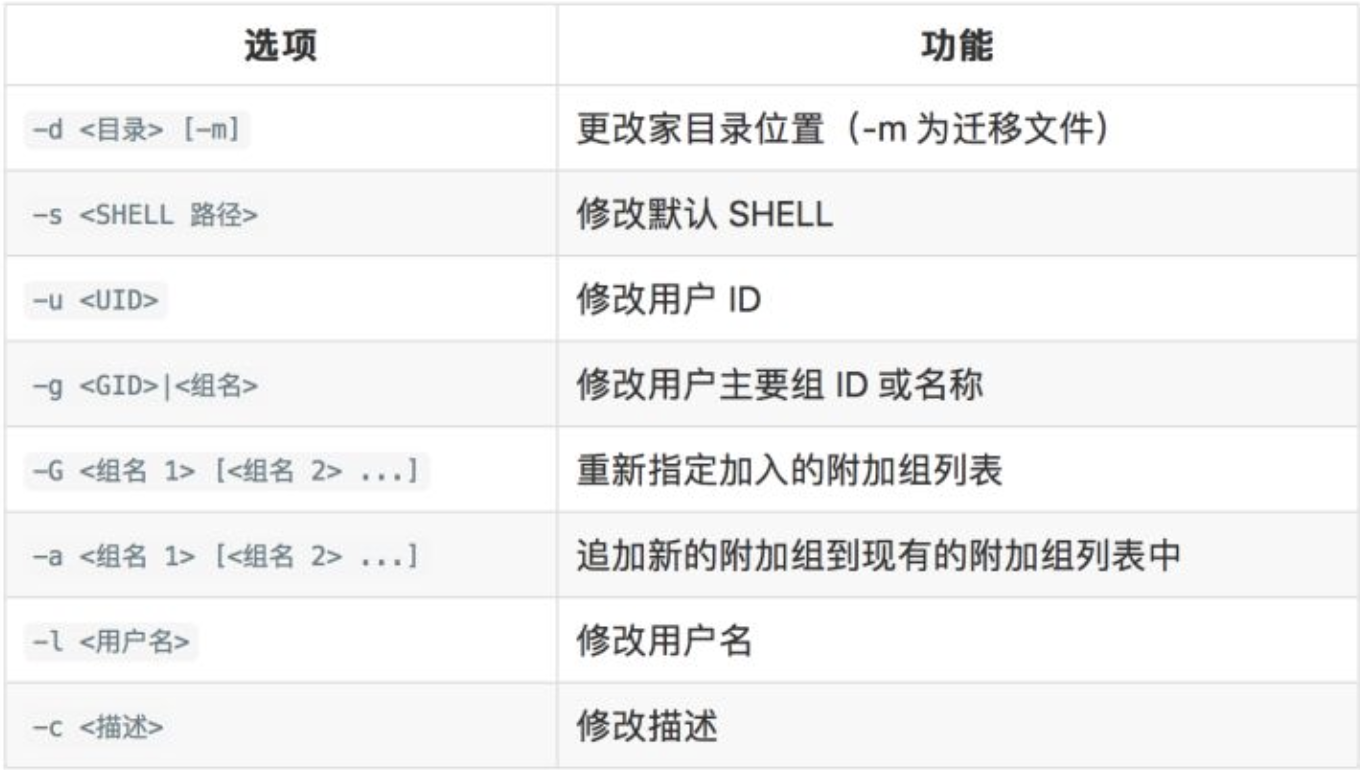 选项 功能
-d <目录> [-m] 更改家目录位置（-m 为迁移文件）
-s <SHELL 路径> 修改默认 SHELL
-u <UID> 修改用户 ID
-g <GID>|<组名> 修改用户主要组 ID 或名称
-G <组名 1> [<组名 2> ...] 重新指定加入的附加组列表
-a <组名 1> [<组名 2> ...] 追加新的附加组到现有的附加组列表中
-l <用户名> 修改用户名
-c <描述> 修改描述